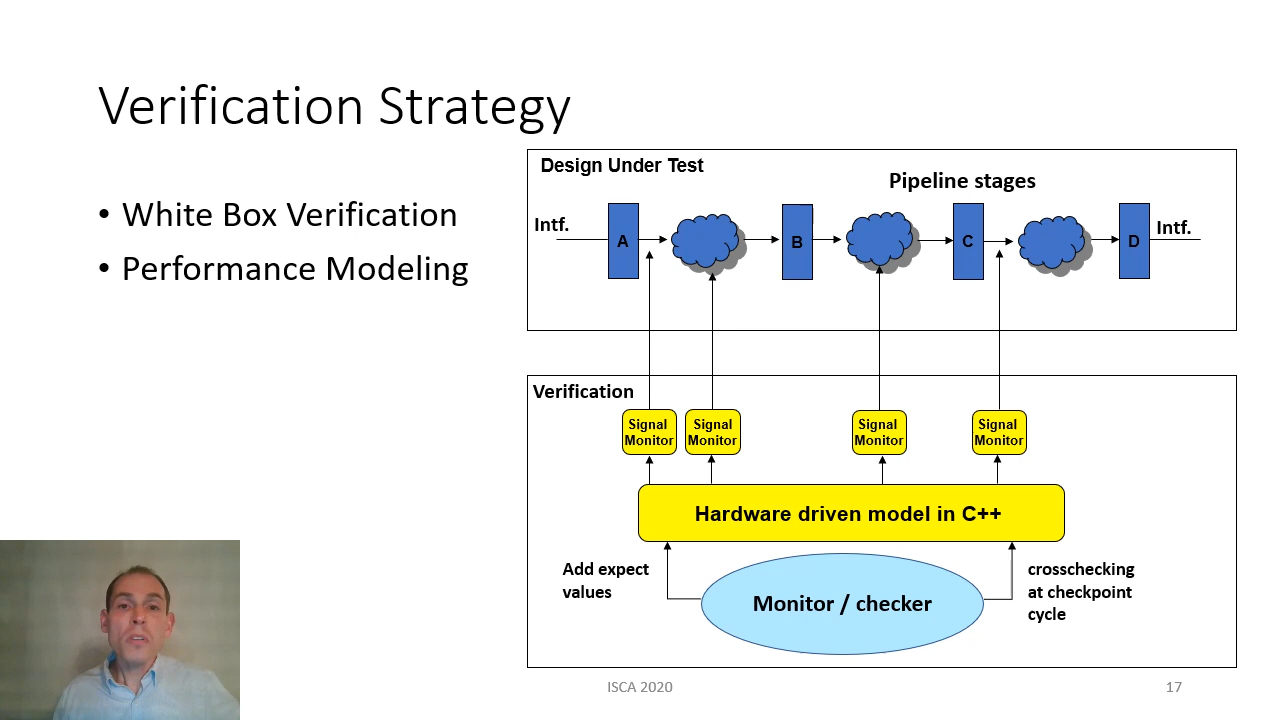 Verification Strategy
• White Box Verification
• Performance Modeling
Design Under Test
Pipeline stages
Intf.
A
B
C
D
Intf.
Verification
Signal
Monitor
Signal
Monitor
Signal
Monitor
Signal
Monitor
Hardware driven model in C++
Add expect
values
Monitor / checker
crosschecking
at checkpoint
cycle
ISCA 2020
17